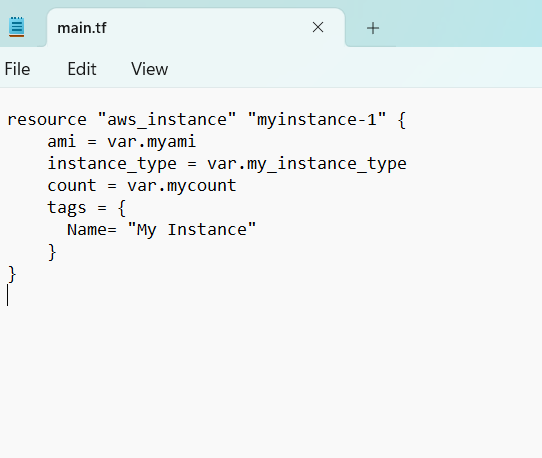 main.tf
File Edit View
resource "aws_instance" "myinstance-1" {
    ami = var.myami
    instance_type = var.my_instance_type
    count = var.mycount
    tags = {
      Name= "My Instance"
    }
}